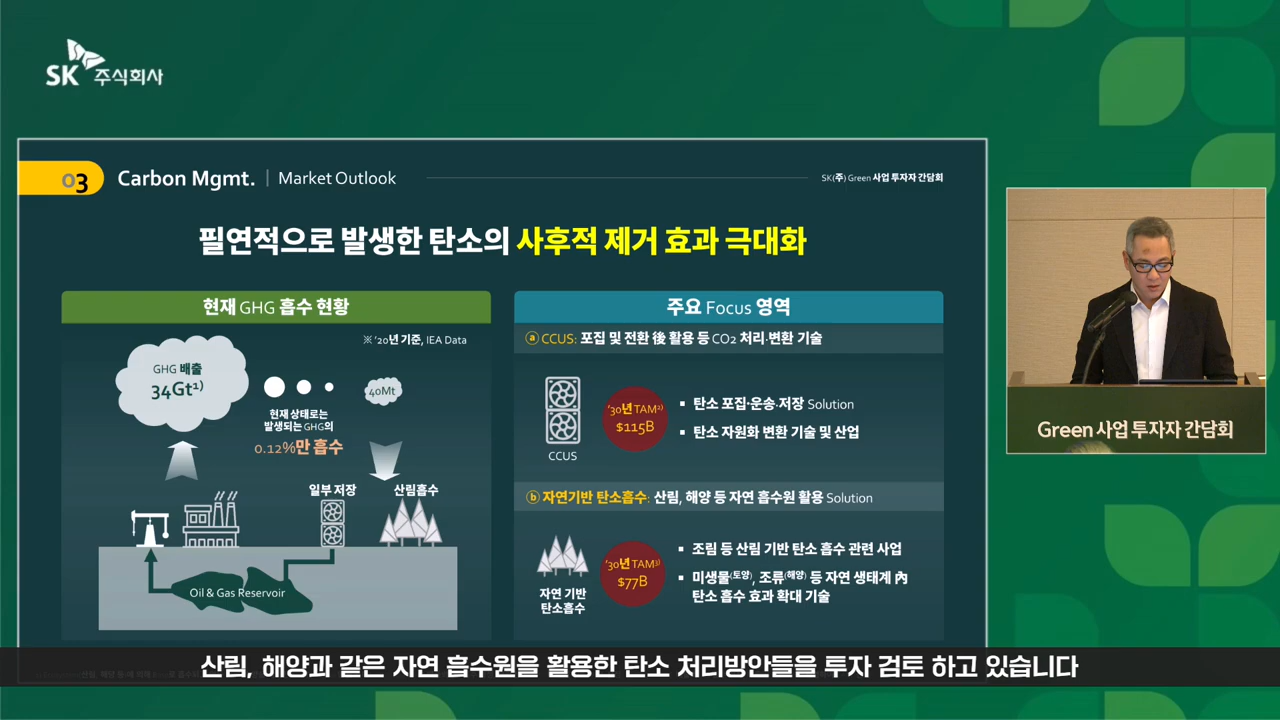 SK 주식회사
03 Carbon Mgmt. | Market Outlook
SK(주) Green 사업 투자자 간담회
필연적으로 발생한 탄소의 사후적 제거 효과 극대화
현재 GHG 흡수 현황
※ '20년 기준, IEA Data
GHG 배출
34Gt1)
40Mt
현재 상태로는
발생되는 GHG의
0.12%만 흡수
일부 저장
산림흡수
Oil & Gas Reservoir
주요 Focus 영역
ⓐ CCUS: 포집 및 전환 後 활용 등 CO2 처리·변환 기술
CCUS
'30년 TAM2)
$115B
▪ 탄소 포집·운송·저장 Solution
▪ 탄소 자원화 변환 기술 및 산업
ⓑ 자연기반 탄소흡수: 산림, 해양 등 자연 흡수원 활용 Solution
자연 기반
탄소흡수
'30년 TAM3)
$77B
▪ 조림 등 산림 기반 탄소 흡수 관련 사업
▪ 미생물(토양), 조류(해양) 등 자연 생태계 內
탄소 흡수 효과 확대 기술
Green 사업 투자자 간담회
산림, 해양과 같은 자연 흡수원을 활용한 탄소 처리방안들을 투자 검토 하고 있습니다